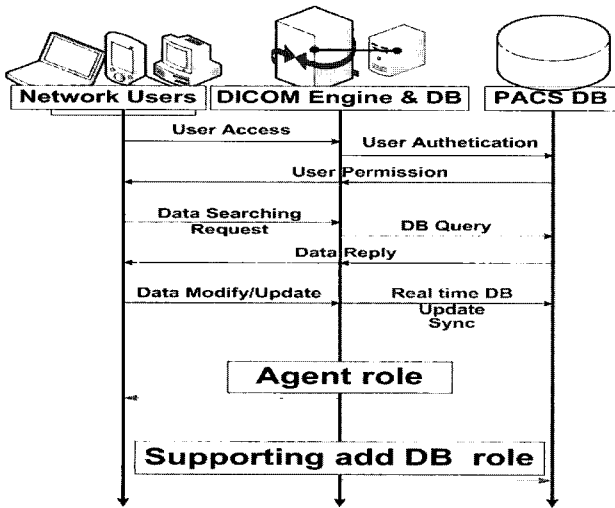 Network Users
DICOM Engine & DB
PACS DB
User Access
User Authetication
User Permission
Data Searching
Request
DB Query
Data Reply
Data Modify/Update
Real time DB
Update
Sync
Agent role
Supporting add DB role